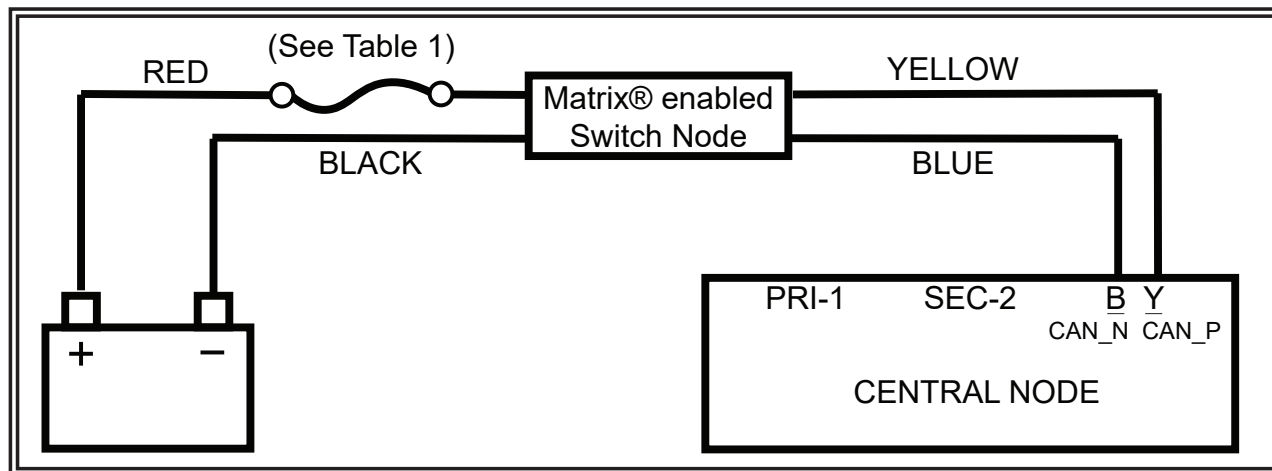 (See Table 1)
RED
YELLOW
Matrix® enabled
Switch Node
BLACK
BLUE
PRI-1 SEC-2 B Y
CAN_N CAN_P
+ –
CENTRAL NODE